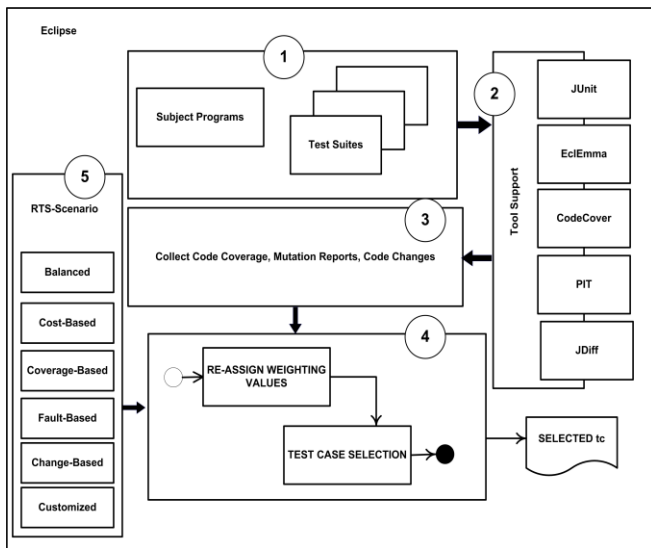 Eclipse
1
Subject Programs
Test Suites
2
Tool Support
JUnit
EclEmma
CodeCover
PIT
JDiff
3
Collect Code Coverage, Mutation Reports, Code Changes
5
RTS-Scenario
Balanced
Cost-Based
Coverage-Based
Fault-Based
Change-Based
Customized
4
RE-ASSIGN WEIGHTING
VALUES
TEST CASE SELECTION
SELECTED tc